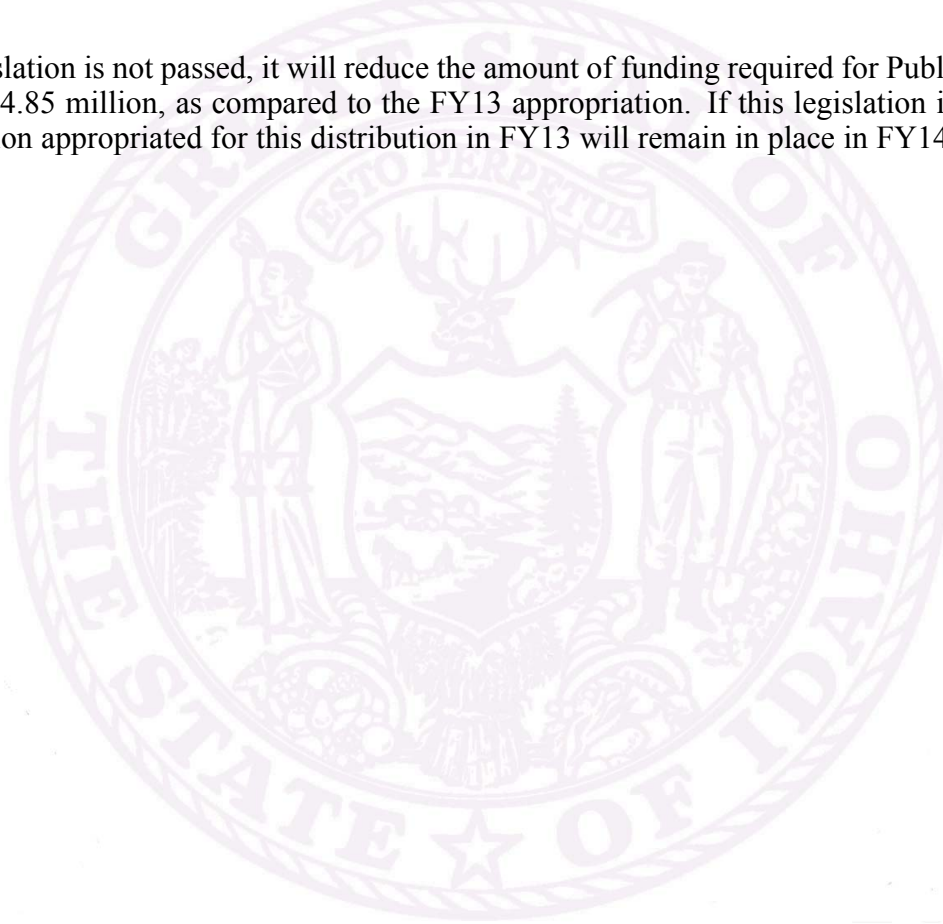 slation is not passed, it will reduce the amount of funding required for Publ
4.85 million, as compared to the FY13 appropriation. If this legislation i
on appropriated for this distribution in FY13 will remain in place in FY14
GREAT SEAL OF
ESTO PERPETUA
THE STATE OF IDAHO